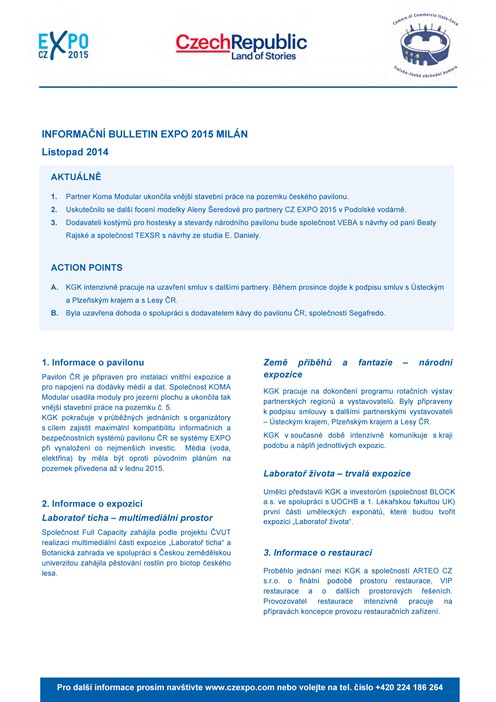 EXPO
CZ 2015
CzechRepublic
Land of Stories
Camera di Commercio Italo-Ceca
Italsko-česká obchodní komora
INFORMAČNÍ BULLETIN EXPO 2015 MILÁN
Listopad 2014
AKTUÁLNĚ
1. Partner Koma Modular ukončila vnější stavební práce na pozemku českého pavilonu.
2. Uskutečnilo se další focení modelky Aleny Šeredové pro partnery CZ EXPO 2015 v Podolské vodárně.
3. Dodavateli kostýmů pro hostesky a stevardy národního pavilonu bude společnost VEBA s návrhy od paní Beaty
Rajské a společnost TEXSR s návrhy ze studia E. Daniely.
ACTION POINTS
A. KGK intenzivně pracuje na uzavření smluv s dalšími partnery. Během prosince dojde k podpisu smluv s Ústeckým
a Plzeňským krajem a s Lesy ČR.
B. Byla uzavřena dohoda o spolupráci s dodavatelem kávy do pavilonu ČR, společností Segafredo.
1. Informace o pavilonu
Pavilon ČR je připraven pro instalaci vnitřní expozice a
pro napojení na dodávky médií a dat. Společnost KOMA
Modular usadila moduly pro jezerní plochu a ukončila tak
vnější stavební práce na pozemku č. 5.
KGK pokračuje v průběžných jednáních s organizátory
s cílem zajistit maximální kompatibilitu informačních a
bezpečnostních systémů pavilonu ČR se systémy EXPO
při vynaložení co nejmenších investic. Média (voda,
elektřina) by měla být oproti původním plánům na
pozemek přivedena až v lednu 2015.
2. Informace o expozici
Laboratoř ticha – multimediální prostor
Společnost Full Capacity zahájila podle projektu ČVUT
realizaci multimediální části expozice „Laboratoř ticha“ a
Botanická zahrada ve spolupráci s Českou zemědělskou
univerzitou zahájila pěstování rostlin pro biotop českého
lesa.
Země příběhů a fantazie – národní
expozice
KGK pracuje na dokončení programu rotačních výstav
partnerských regionů a vystavovatelů. Byly připraveny
k podpisu smlouvy s dalšími partnerskými vystavovateli
– Ústeckým krajem, Plzeňským krajem a Lesy ČR.
KGK v současné době intenzivně komunikuje s kraji
podobu a náplň jednotlivých expozic.
Laboratoř života – trvalá expozice
Umělci představili KGK a investorům (společnost BLOCK
a.s. ve spolupráci s UOCHB a 1. Lékařskou fakultou UK)
první části uměleckých exponátů, které budou tvořit
expozici „Laboratoř života“.
3. Informace o restauraci
Proběhlo jednání mezi KGK a společností ARTEO CZ
s.r.o. o finální podobě prostoru restaurace, VIP
restaurace a o dalších prostorových řešeních.
Provozovatel restaurace intenzivně pracuje na
přípravách koncepce provozu restauračních zařízení.
Pro další informace prosím navštivte www.czexpo.com nebo volejte na tel. číslo +420 224 186 264